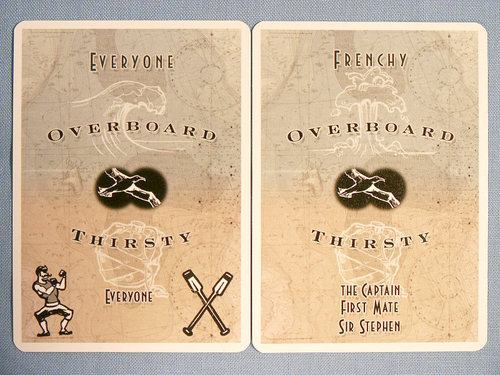 EVERYONE
OVERBOARD
THIRSTY
EVERYONE
FRENCHY
OVERBOARD
THIRSTY
THE CAPTAIN
FIRST MATE
SIR STEPHEN